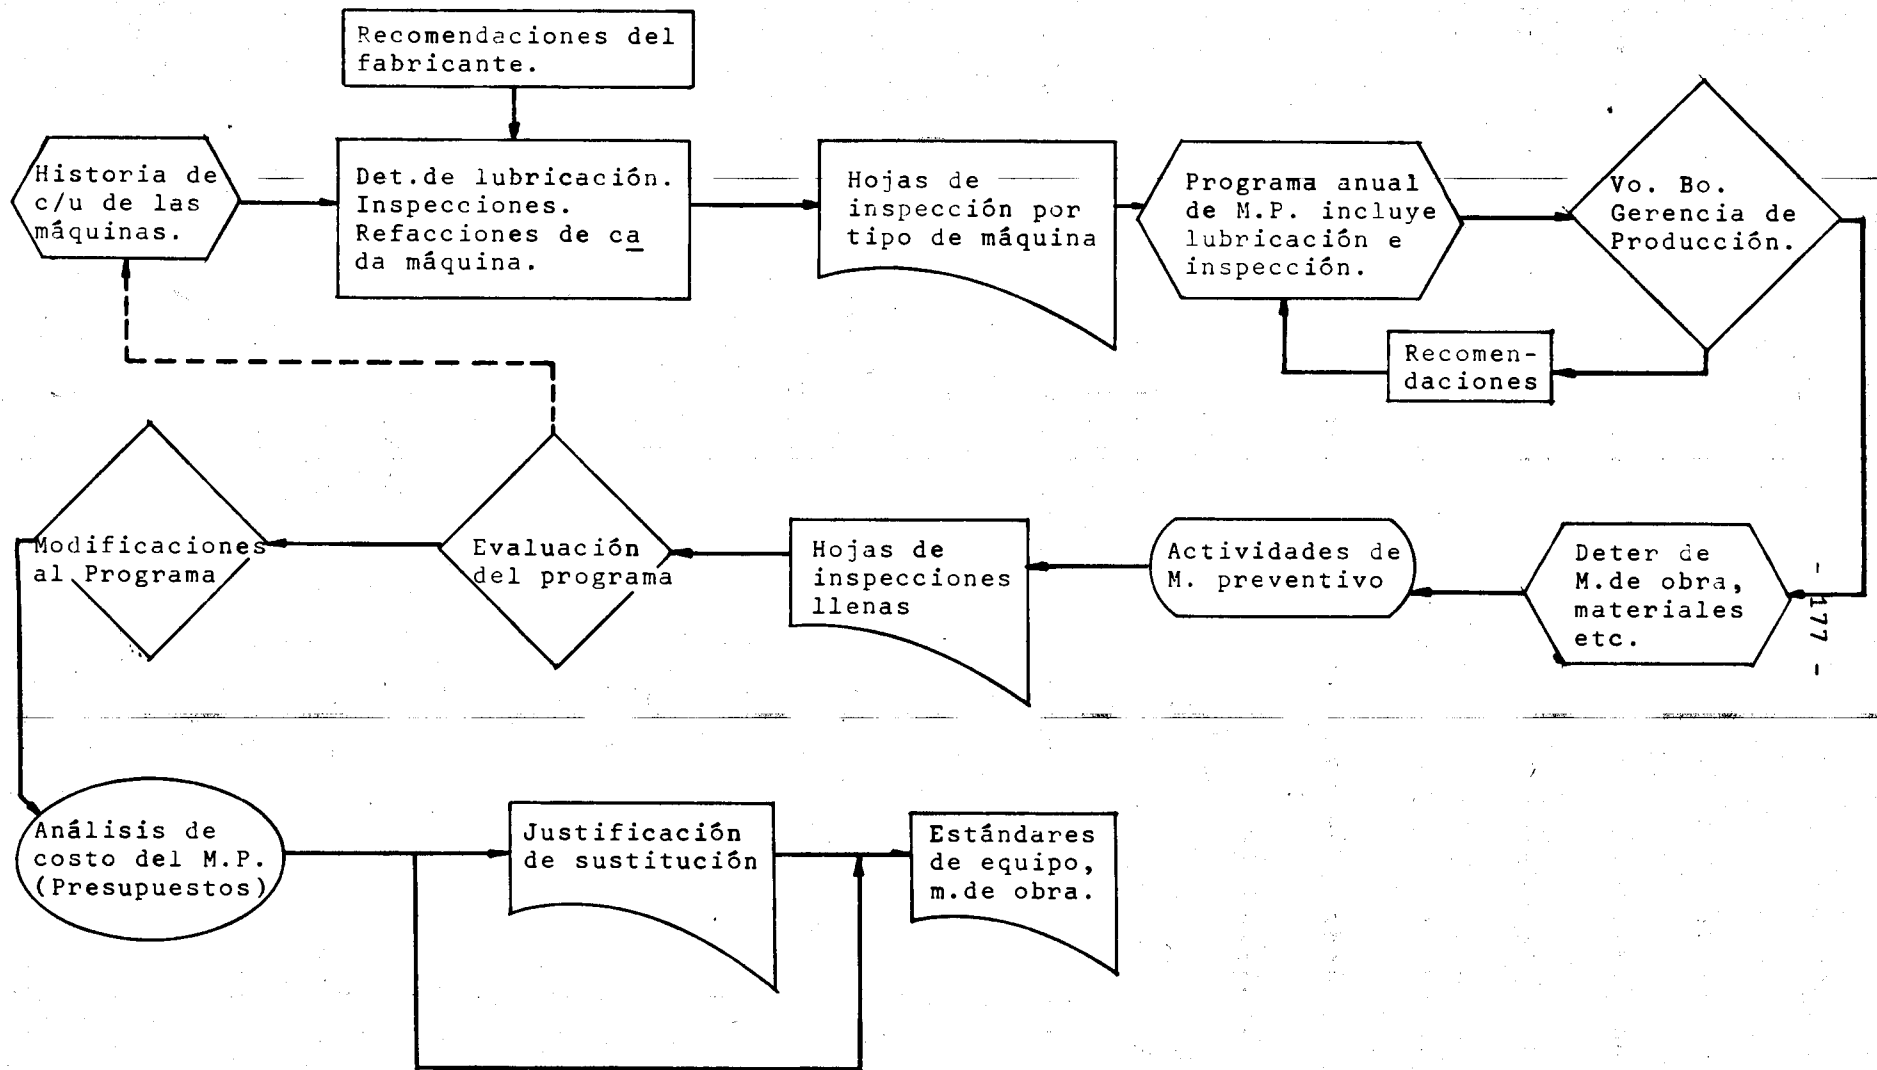 Recomendaciones del
fabricante.
Historia de
c/u de las
máquinas.
Det.de lubricación.
Inspecciones.
Refacciones de ca
da máquina.
Hojas de
inspección por
tipo de máquina
Programa anual
de M.P. incluye
lubricación e
inspección.
Vo. Bo.
Gerencia de
Producción.
Recomen-
daciones
Modificaciones
al Programa
Evaluación
del programa
Hojas de
inspecciones
llenas
Actividades de
M. preventivo
Deter de
M.de obra,
materiales
etc.
- 177 -
Análisis de
costo del M.P.
(Presupuestos)
Justificación
de sustitución
Estándares
de equipo,
m.de obra.